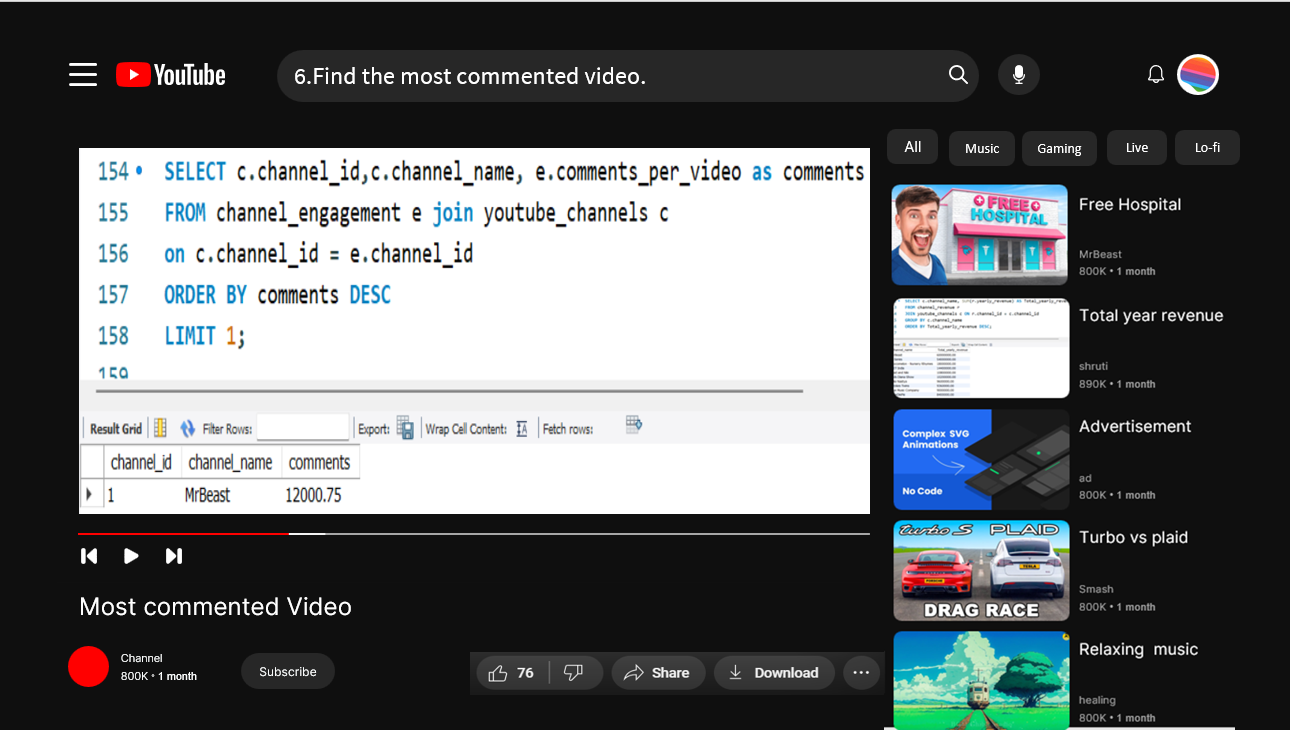 YouTube
6.Find the most commented video.
All Music Gaming Live Lo-fi
154 SELECT c.channel_id,c.channel_name, e.comments_per_video as comments
155 FROM channel_engagement e join youtube_channels c
156 on c.channel_id = e.channel_id
157 ORDER BY comments DESC
158 LIMIT 1;
159
Result Grid Filter Rows: Export: Wrap Cell Content: Fetch rows:
channel_id channel_name comments
1 MrBeast 12000.75
Most commented Video
Channel
800K • 1 month
Subscribe
76 Share Download
FREE
HOSPITAL
Free Hospital
MrBeast
800K • 1 month
Total year revenue
shruti
890K • 1 month
Complex SVG
Animations
No Code
Advertisement
ad
800K • 1 month
turbo S PLAID
DRAG RACE
Turbo vs plaid
Smash
800K • 1 month
Relaxing music
healing
800K • 1 month